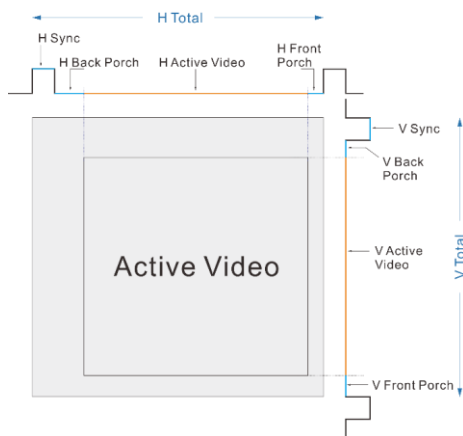 H Total
H Sync
H Back Porch
H Active Video
H Front
Porch
V Sync
V Back
Porch
Active Video
V Active
Video
V Total
V Front Porch